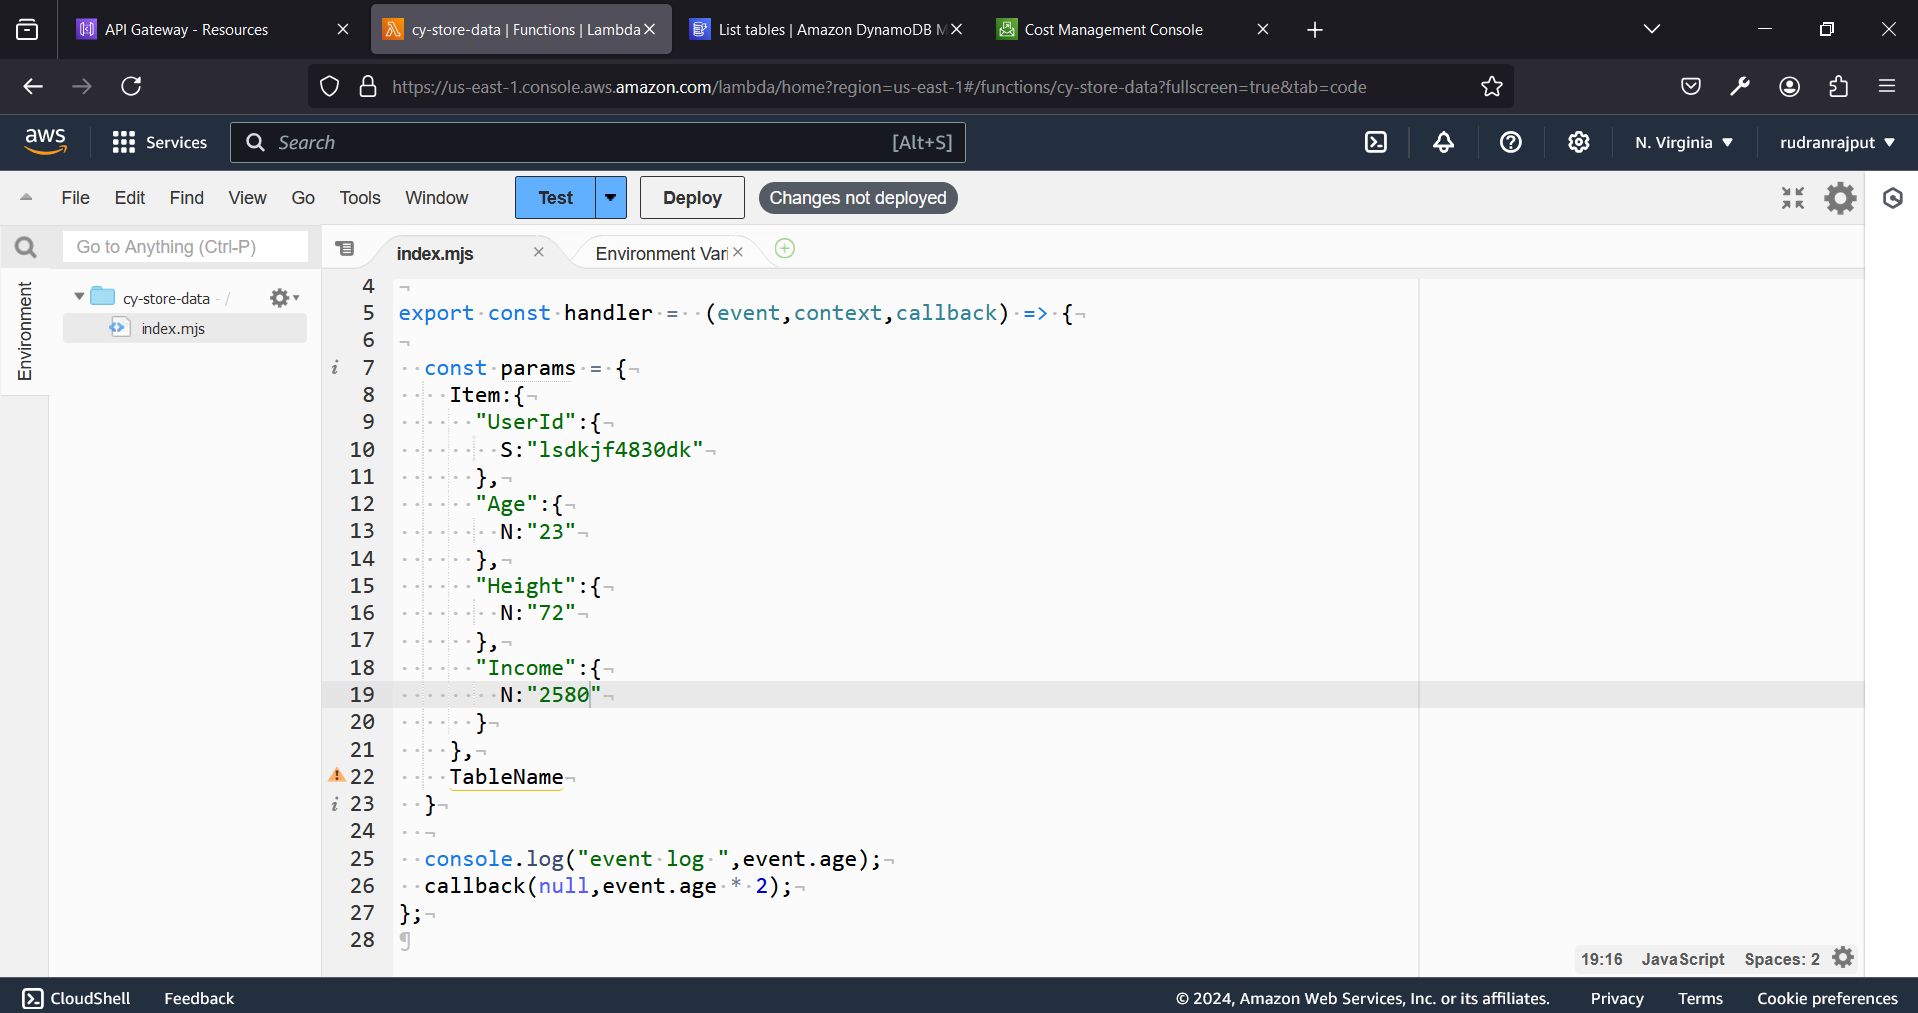 API Gateway - Resources
cy-store-data | Functions | Lambda
List tables | Amazon DynamoDB M
Cost Management Console
https://us-east-1.console.aws.amazon.com/lambda/home?region=us-east-1#/functions/cy-store-data?fullscreen=true&tab=code
aws Services Search [Alt+S] N. Virginia rudranrajput
File Edit Find View Go Tools Window Test Deploy Changes not deployed
Go to Anything (Ctrl-P)
index.mjs Environment Vari
Environment
cy-store-data - /
index.mjs
4
5 export const handler = (event,context,callback) => {
6
7 const params = {
8 Item:{
9 "UserId":{
10 S:"lsdkjf4830dk"
11 },
12 "Age":{
13 N:"23"
14 },
15 "Height":{
16 N:"72"
17 },
18 "Income":{
19 N:"2580"
20 }
21 },
22 TableName
23 }
24
25 console.log("event log ",event.age);
26 callback(null,event.age * 2);
27 };
28
19:16 JavaScript Spaces: 2
CloudShell Feedback © 2024, Amazon Web Services, Inc. or its affiliates. Privacy Terms Cookie preferences